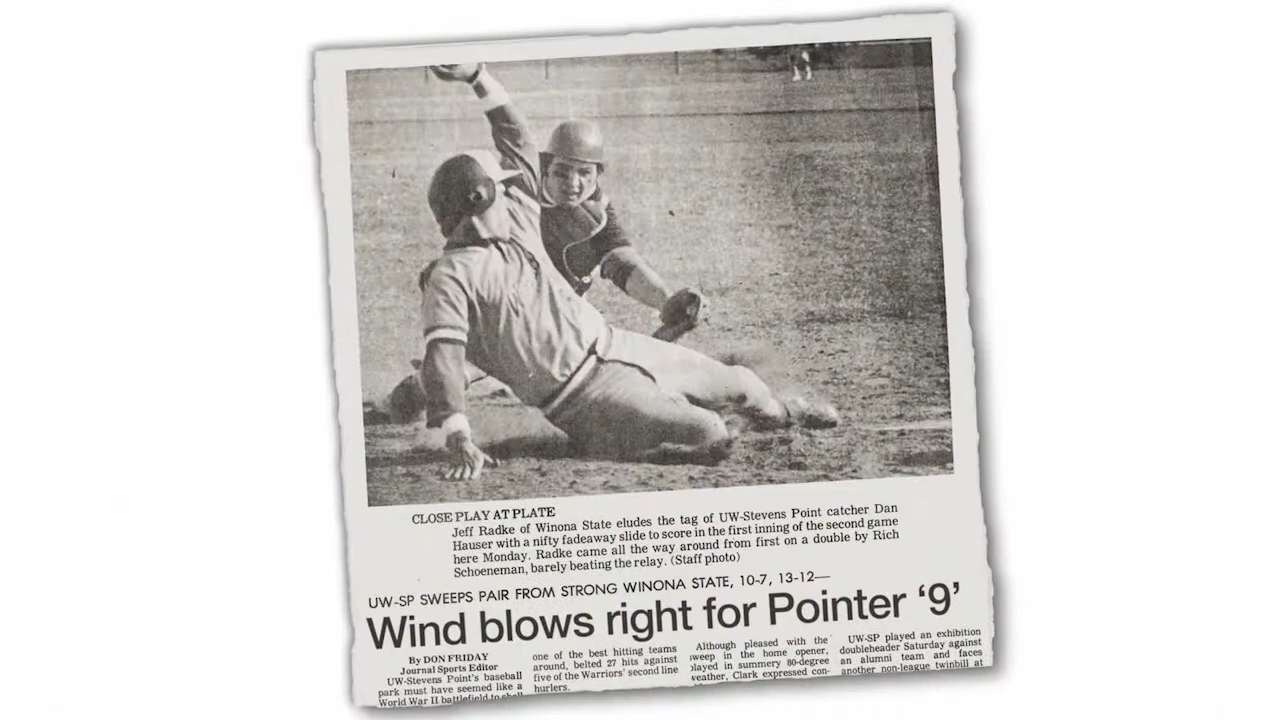 CLOSE PLAY AT PLATE
Jeff Radke of Winona State eludes the tag of UW-Stevens Point catcher Dan
Hauser with a nifty fadeaway slide to score in the first inning of the second game
here Monday. Radke came all the way around from first on a double by Rich
Schoeneman, barely beating the relay. (Staff photo)
UW-SP SWEEPS PAIR FROM STRONG WINONA STATE, 10-7, 13-12—
Wind blows right for Pointer ‘9’
By DON FRIDAY
Journal Sports Editor
UW-Stevens Point's baseball
park must have seemed like a
World War II battlefield to shell
one of the best hitting teams
around, belted 27 hits against
five of the Warriors' second line
hurlers.
Although pleased with the
sweep in the home opener,
played in summery 80-degree
weather, Clark expressed con-
UW-SP played an exhibition
doubleheader Saturday against
an alumni team and faces
another non-league twinbill at